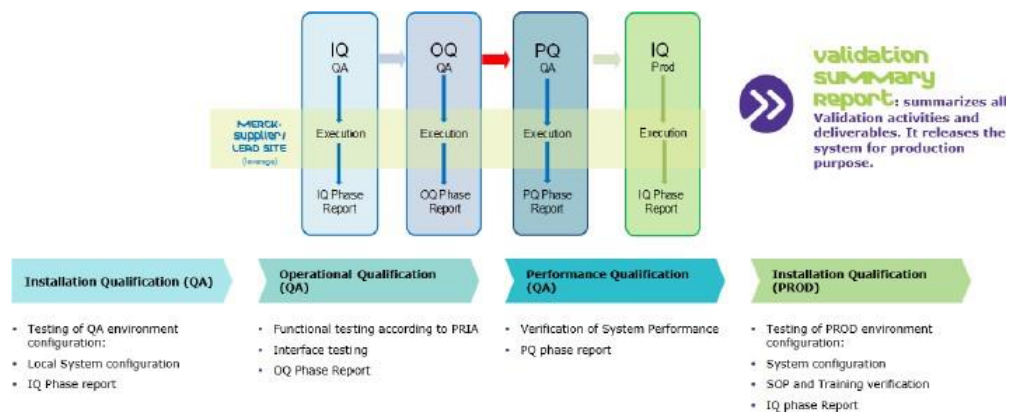 IQ
QA
OQ
QA
PQ
QA
IQ
Prod
MERCK-
Supplier/
LEAD SITE
(leverage)
Execution
Execution
Execution
Execution
IQ Phase
Report
OQ Phase
Report
PQ Phase
Report
IQ Phase
Report
validation
summary
report: summarizes all
Validation activities and
deliverables. It releases the
system for production
purpose.
Installation Qualification (QA)
• Testing of QA environment
configuration:
• Local System configuration
• IQ Phase report
Operational Qualification
(QA)
• Functional testing according to PRIA
• Interface testing
• OQ Phase Report
Performance Qualification
(QA)
• Verification of System Performance
• PQ phase report
Installation Qualification
(PROD)
• Testing of PROD environment
configuration:
• System configuration
• SOP and Training verification
• IQ phase Report